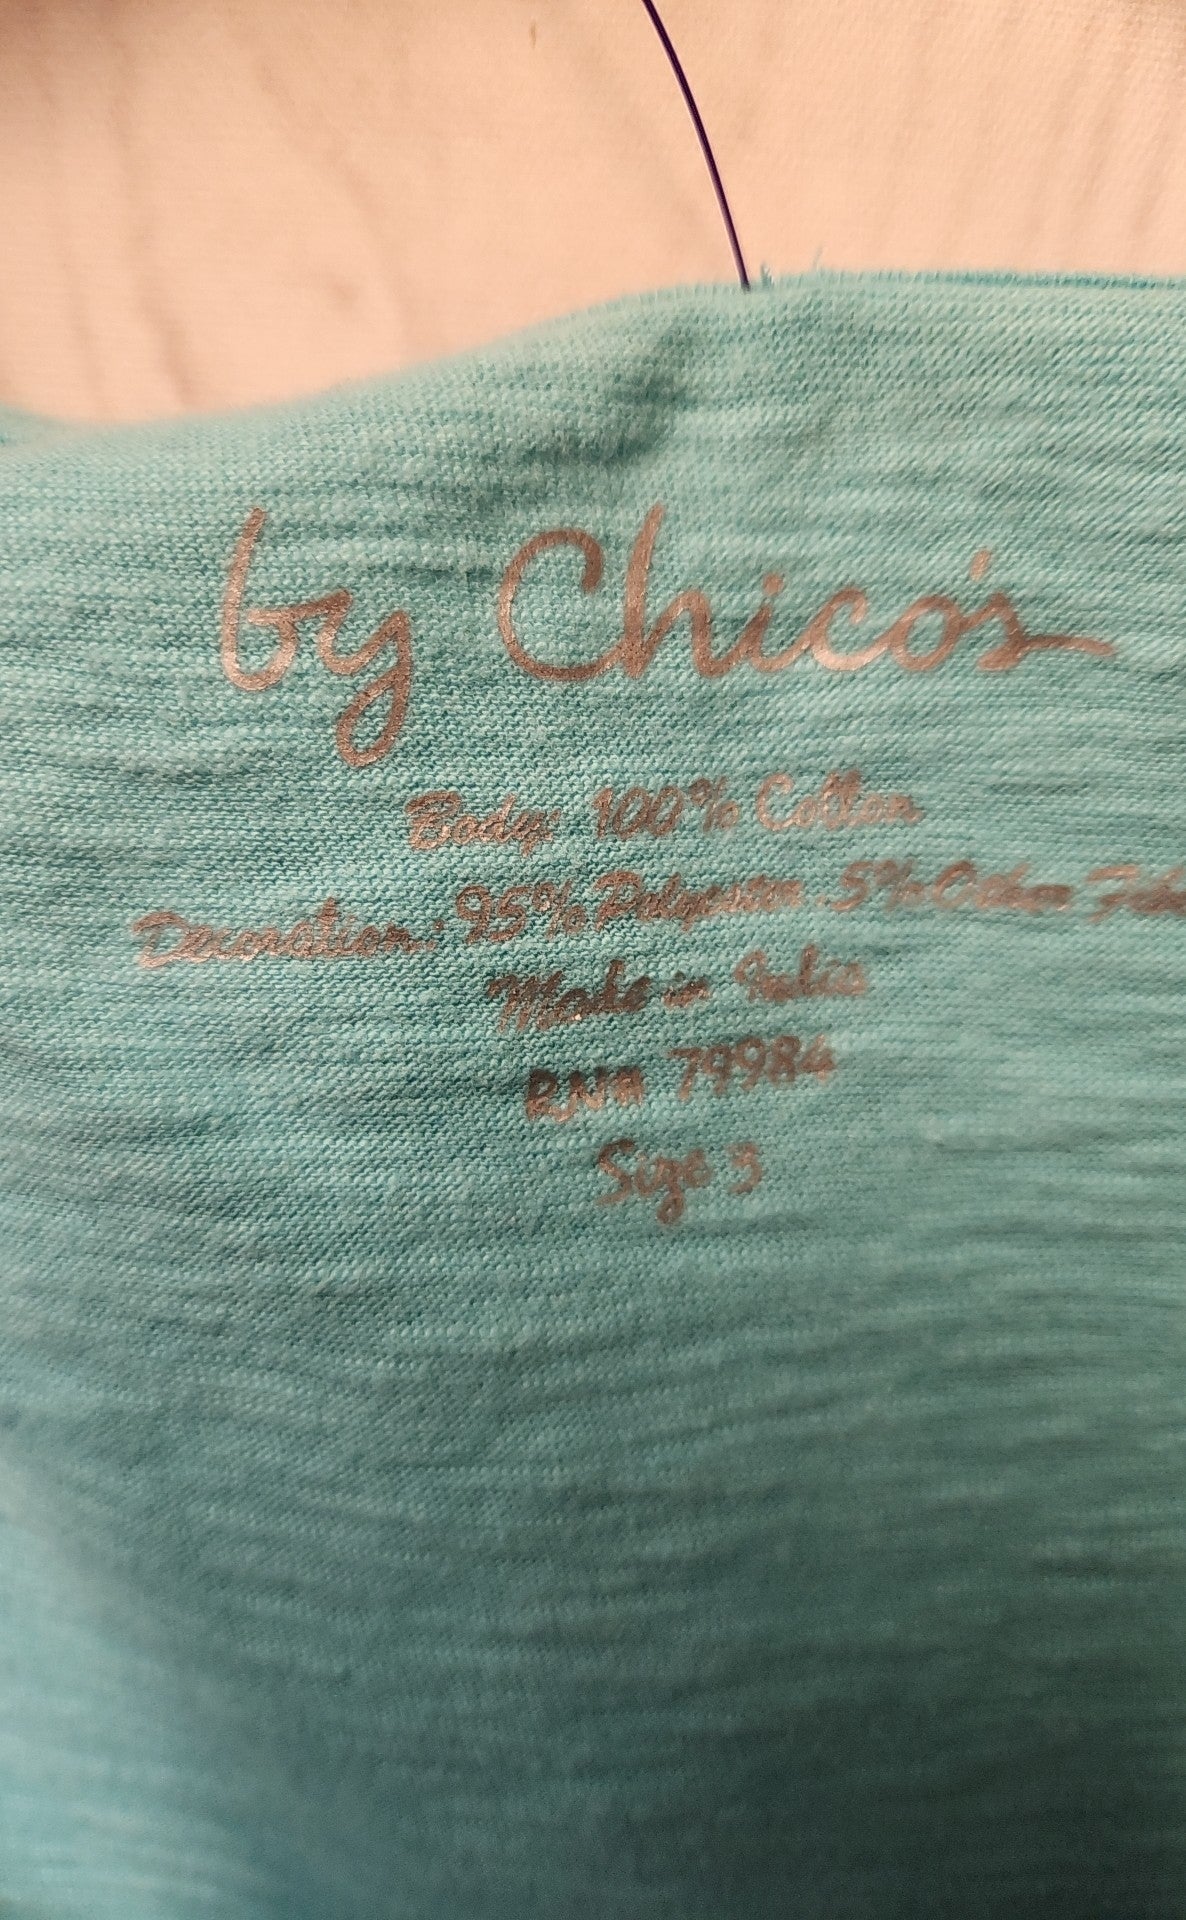 by Chico's
Body: 100% Cotton
Decoration: 95% Polyester 5% Other
Made in India
RN# 79984
Size 3